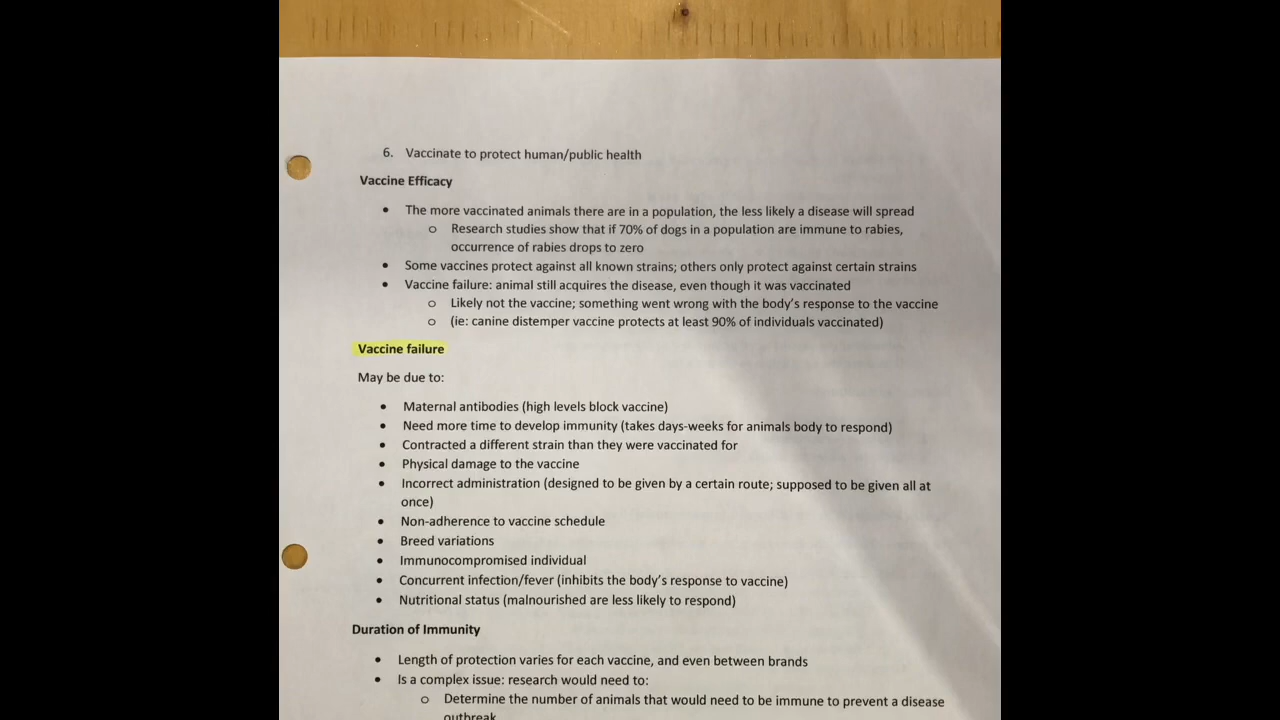 6. Vaccinate to protect human/public health
Vaccine Efficacy
• The more vaccinated animals there are in a population, the less likely a disease will spread
o Research studies show that if 70% of dogs in a population are immune to rabies,
occurrence of rabies drops to zero
• Some vaccines protect against all known strains; others only protect against certain strains
• Vaccine failure: animal still acquires the disease, even though it was vaccinated
o Likely not the vaccine; something went wrong with the body's response to the vaccine
o (ie: canine distemper vaccine protects at least 90% of individuals vaccinated)
Vaccine failure
May be due to:
• Maternal antibodies (high levels block vaccine)
• Need more time to develop immunity (takes days-weeks for animals body to respond)
• Contracted a different strain than they were vaccinated for
• Physical damage to the vaccine
• Incorrect administration (designed to be given by a certain route; supposed to be given all at
once)
• Non-adherence to vaccine schedule
• Breed variations
• Immunocompromised individual
• Concurrent infection/fever (inhibits the body's response to vaccine)
• Nutritional status (malnourished are less likely to respond)
Duration of Immunity
• Length of protection varies for each vaccine, and even between brands
• Is a complex issue: research would need to:
o Determine the number of animals that would need to be immune to prevent a disease
outbreak